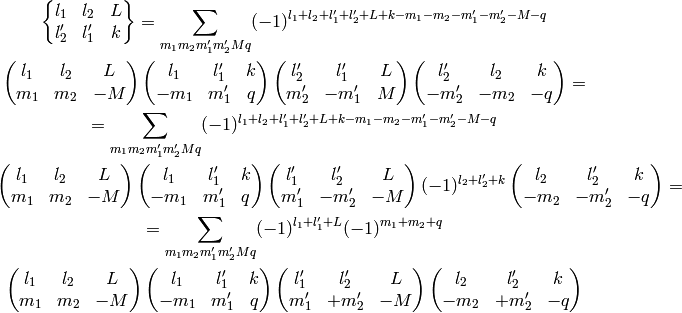 \begin{Bmatrix} l_1 & l_2 & L \\ l_2' & l_1' & k \end{Bmatrix} = \sum_{m_1 m_2 m_1' m_2' M q} (-1)^{l_1+l_2+l_1'+l_2'+L+k-m_1-m_2-m_1'-m_2'-M-q}
\begin{pmatrix} l_1 & l_2 & L \\ m_1 & m_2 & -M \end{pmatrix} \begin{pmatrix} l_1 & l_1' & k \\ -m_1 & m_1' & q \end{pmatrix} \begin{pmatrix} l_2' & l_1' & L \\ m_2' & -m_1' & M \end{pmatrix} \begin{pmatrix} l_2' & l_2 & k \\ -m_2' & -m_2 & -q \end{pmatrix} =
= \sum_{m_1 m_2 m_1' m_2' M q} (-1)^{l_1+l_2+l_1'+l_2'+L+k-m_1-m_2-m_1'-m_2'-M-q}
\begin{pmatrix} l_1 & l_2 & L \\ m_1 & m_2 & -M \end{pmatrix} \begin{pmatrix} l_1 & l_1' & k \\ -m_1 & m_1' & q \end{pmatrix} \begin{pmatrix} l_1' & l_2' & L \\ m_1' & -m_2' & -M \end{pmatrix} (-1)^{l_2+l_2'+k} \begin{pmatrix} l_2 & l_2' & k \\ -m_2 & -m_2' & -q \end{pmatrix} =
= \sum_{m_1 m_2 m_1' m_2' M q} (-1)^{l_1+l_1'+L} (-1)^{m_1+m_2+q}
\begin{pmatrix} l_1 & l_2 & L \\ m_1 & m_2 & -M \end{pmatrix} \begin{pmatrix} l_1 & l_1' & k \\ -m_1 & m_1' & q \end{pmatrix} \begin{pmatrix} l_1' & l_2' & L \\ m_1' & +m_2' & -M \end{pmatrix} \begin{pmatrix} l_2 & l_2' & k \\ -m_2 & +m_2' & -q \end{pmatrix}